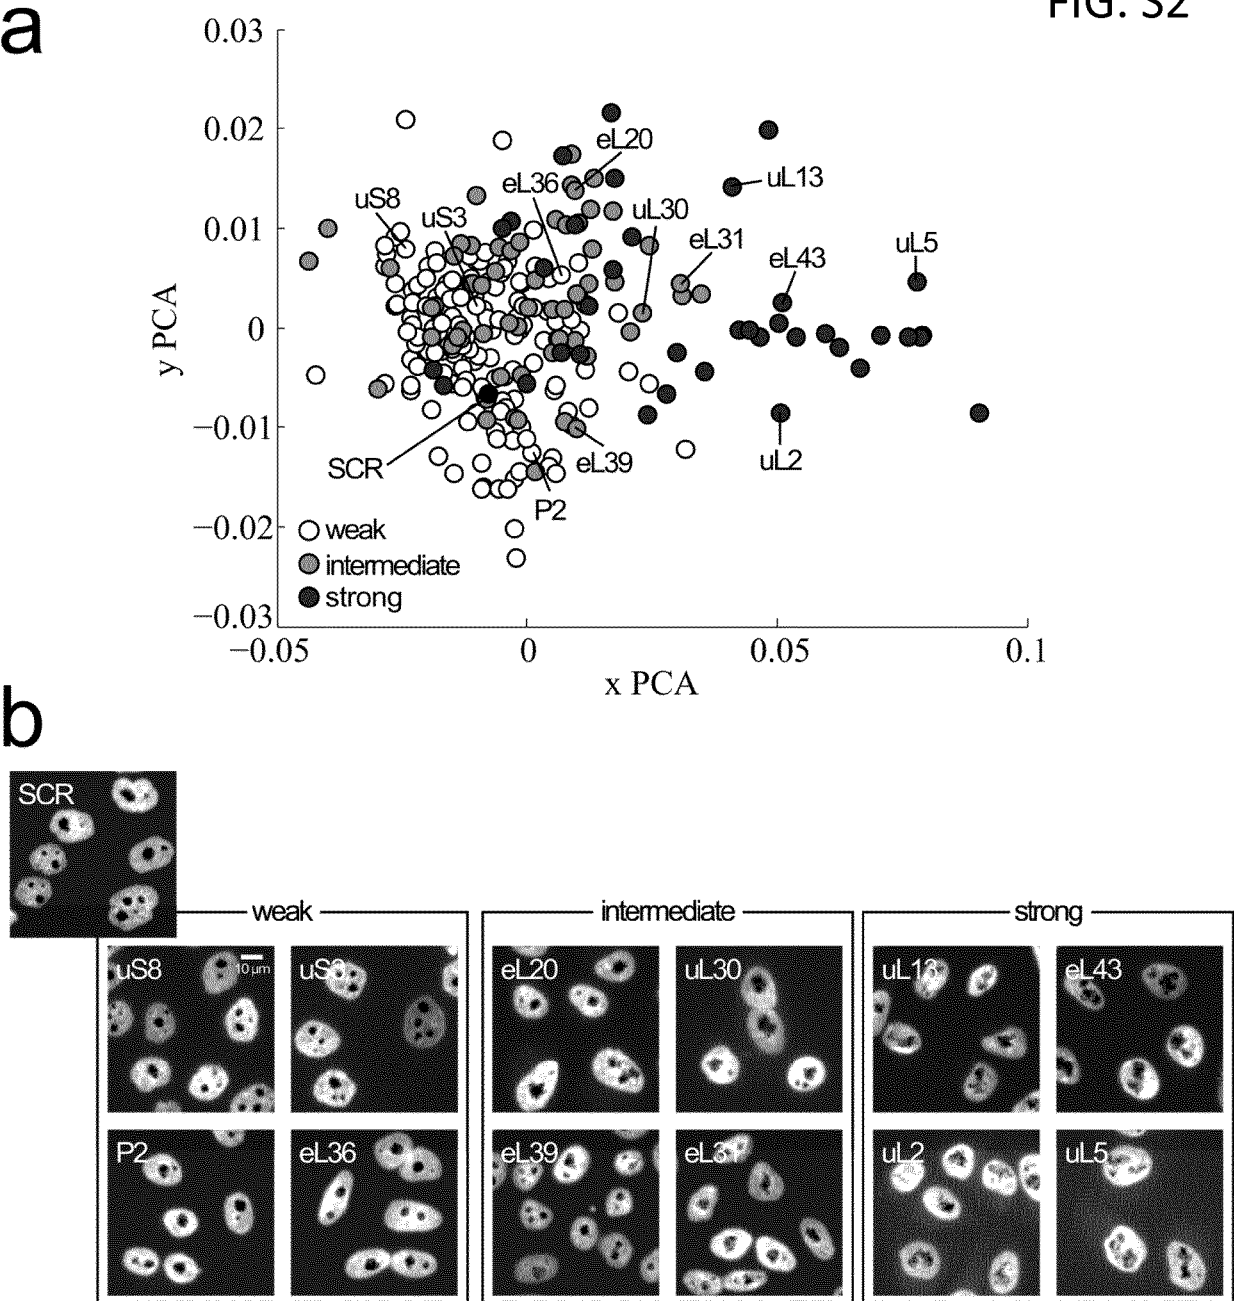 FIG. S2
a
0.03
0.02
0.01
0
−0.01
−0.02
−0.03
y PCA
−0.05
0
0.05
0.1
x PCA
eL20
eL36
uL13
uS8
uS3
uL30
eL31
eL43
uL5
SCR
eL39
P2
uL2
weak
intermediate
strong
b
SCR
weak
intermediate
strong
uS8
10 μm
uS3
eL20
uL30
uL13
eL43
P2
eL36
eL39
eL31
uL2
uL5